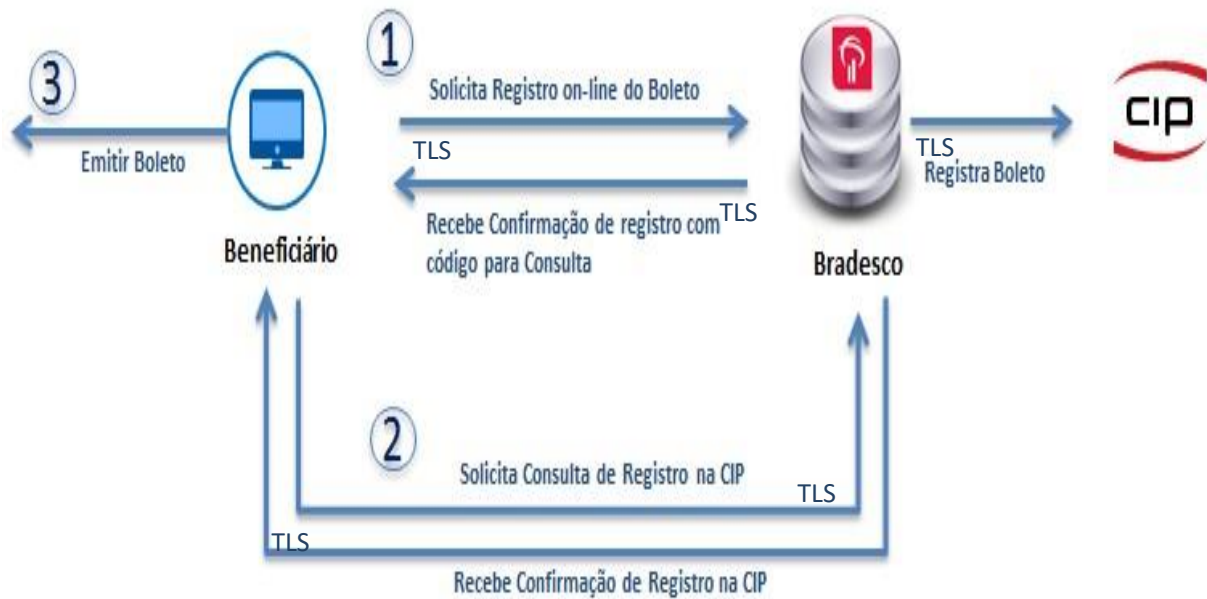 1
3
Solicita Registro on-line do Boleto
cip
TLS
TLS
Emitir Boleto
Registra Boleto
TLS
Recebe Confirmação de registro com
código para Consulta
Beneficiário
Bradesco
2
Solicita Consulta de Registro na CIP
TLS
TLS
Recebe Confirmação de Registro na CIP